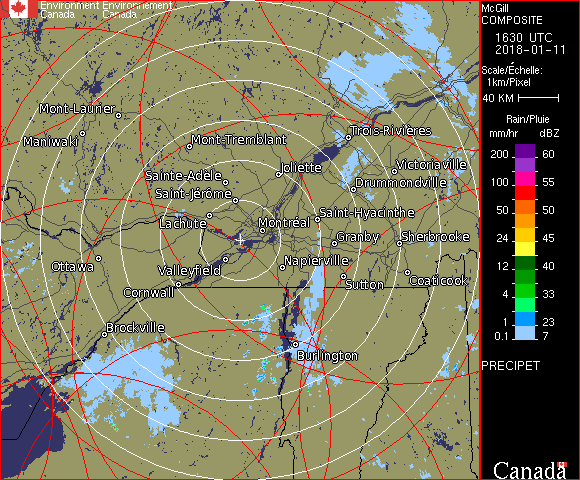 Environment Environnement
Canada Canada
McGill
COMPOSITE
1630 UTC
2018-01-11
Scale/Échelle:
1km/Pixel
40 KM
Rain/Pluie
mm/hr dBZ
200 60
100 55
50 50
24 45
12 40
4 33
1 23
0.1 7
PRECIPET
Canada
Mont-Laurier
Maniwaki
Mont-Tremblant
Trois-Rivières
Sainte-Adèle
Joliette
Victoriaville
Saint-Jérôme
Drummondville
Lachute
Montréal
Saint-Hyacinthe
Granby
Sherbrooke
Ottawa
Valleyfield
Napierville
Cornwall
Sutton
Coaticook
Brockville
Burlington